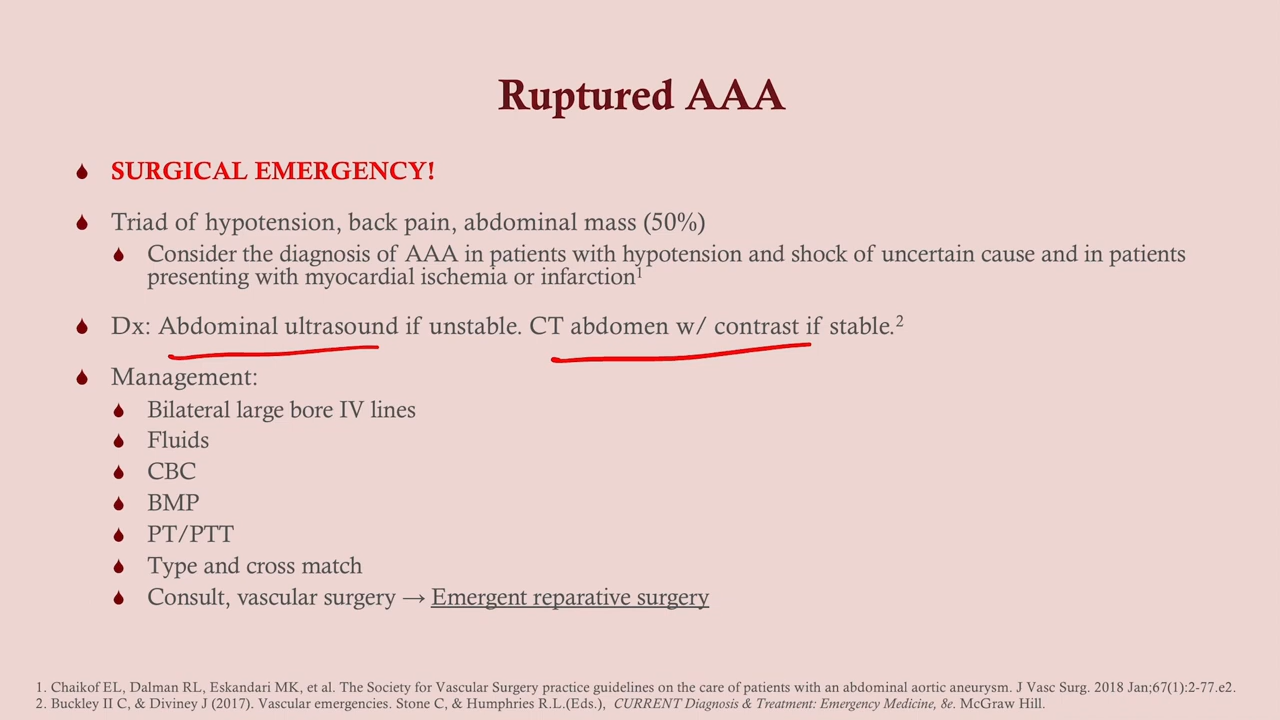 Ruptured AAA
SURGICAL EMERGENCY!
Triad of hypotension, back pain, abdominal mass (50%)
Consider the diagnosis of AAA in patients with hypotension and shock of uncertain cause and in patients
presenting with myocardial ischemia or infarction¹
Dx: Abdominal ultrasound if unstable. CT abdomen w/ contrast if stable.²
Management:
Bilateral large bore IV lines
Fluids
CBC
BMP
PT/PTT
Type and cross match
Consult, vascular surgery → Emergent reparative surgery
1. Chaikof EL, Dalman RL, Eskandari MK, et al. The Society for Vascular Surgery practice guidelines on the care of patients with an abdominal aortic aneurysm. J Vasc Surg. 2018 Jan;67(1):2-77.e2.
2. Buckley II C, & Diviney J (2017). Vascular emergencies. Stone C, & Humphries R.L.(Eds.), CURRENT Diagnosis & Treatment: Emergency Medicine, 8e. McGraw Hill.